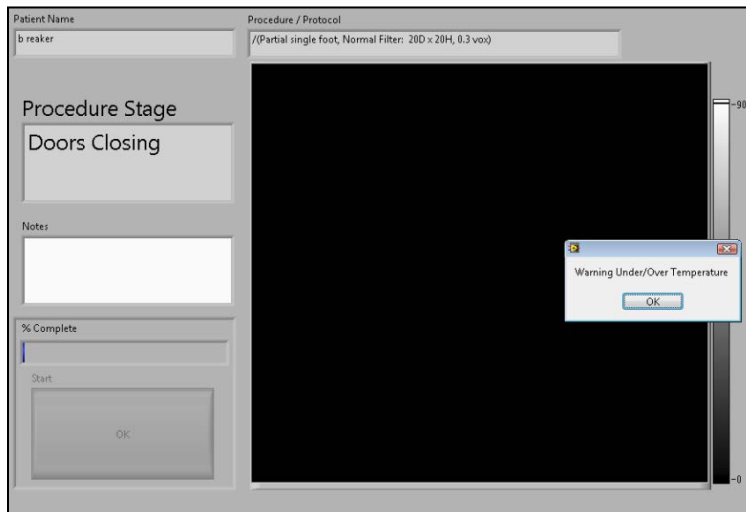 Patient Name
b reaker
Procedure / Protocol
/(Partial single foot, Normal Filter: 20D x 20H, 0.3 vox)
Procedure Stage
Doors Closing
Notes
% Complete
Start
OK
Warning Under/Over Temperature
OK
-90
-0